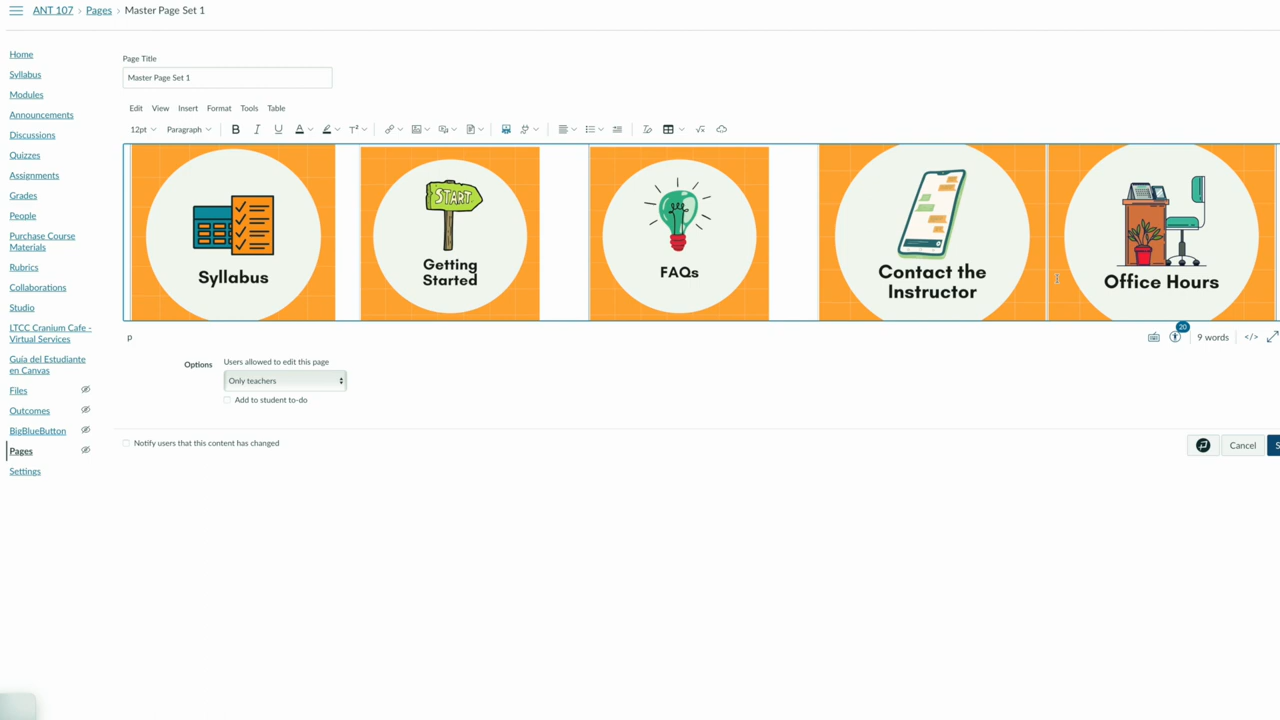 ANT 107 › Pages › Master Page Set 1
Home
Syllabus
Modules
Announcements
Discussions
Quizzes
Assignments
Grades
People
Purchase Course
Materials
Rubrics
Collaborations
Studio
LTCC Cranium Cafe -
Virtual Services
Guía del Estudiante
en Canvas
Files
Outcomes
BigBlueButton
Pages
Settings
Page Title
Master Page Set 1
Edit View Insert Format Tools Table
12pt Paragraph B I U A T²
Syllabus
START
Getting
Started
FAQs
Contact the
Instructor
Office Hours
p
20
9 words </>
Options
Users allowed to edit this page
Only teachers
Add to student to-do
Notify users that this content has changed
Cancel
S